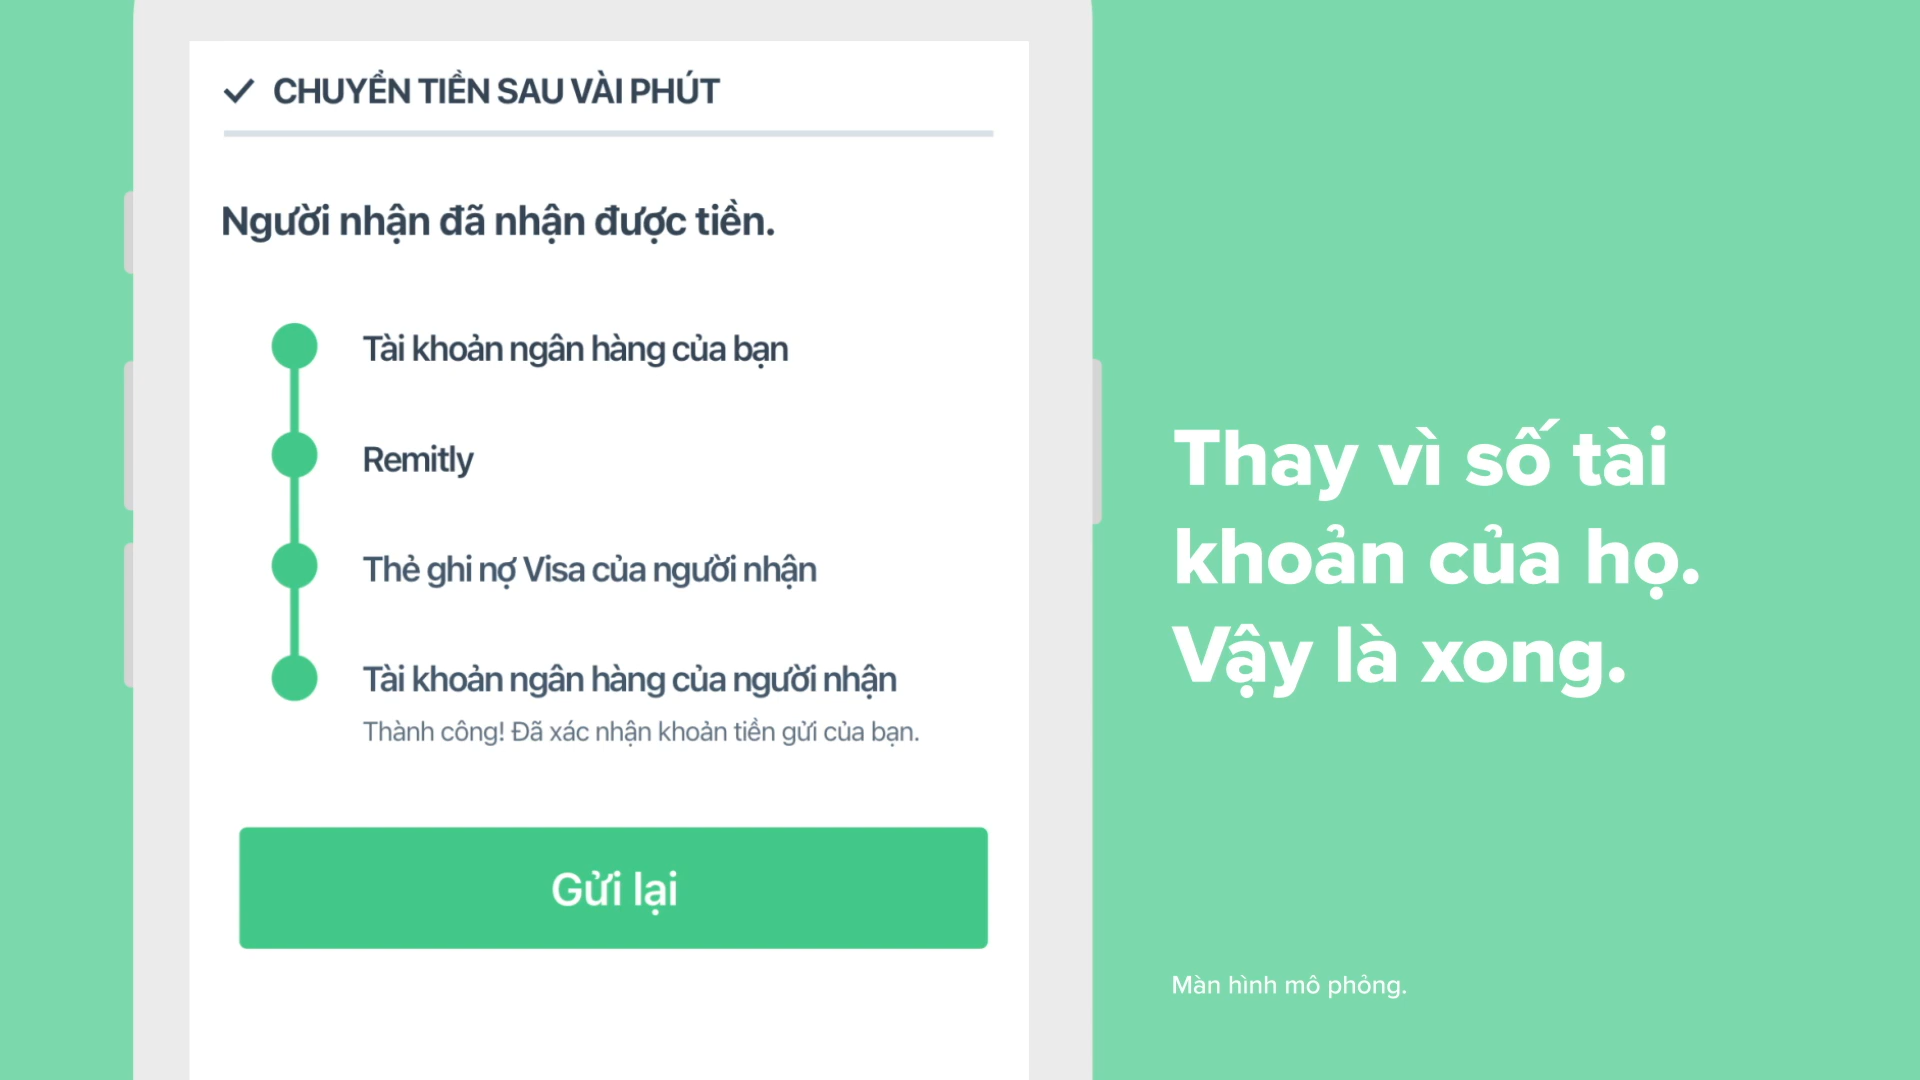 CHUYỂN TIỀN SAU VÀI PHÚT
Người nhận đã nhận được tiền.
Tài khoản ngân hàng của bạn
Remitly
Thẻ ghi nợ Visa của người nhận
Tài khoản ngân hàng của người nhận
Thành công! Đã xác nhận khoản tiền gửi của bạn.
Gửi lại
Thay vì số tài
khoản của họ.
Vậy là xong.
Màn hình mô phỏng.